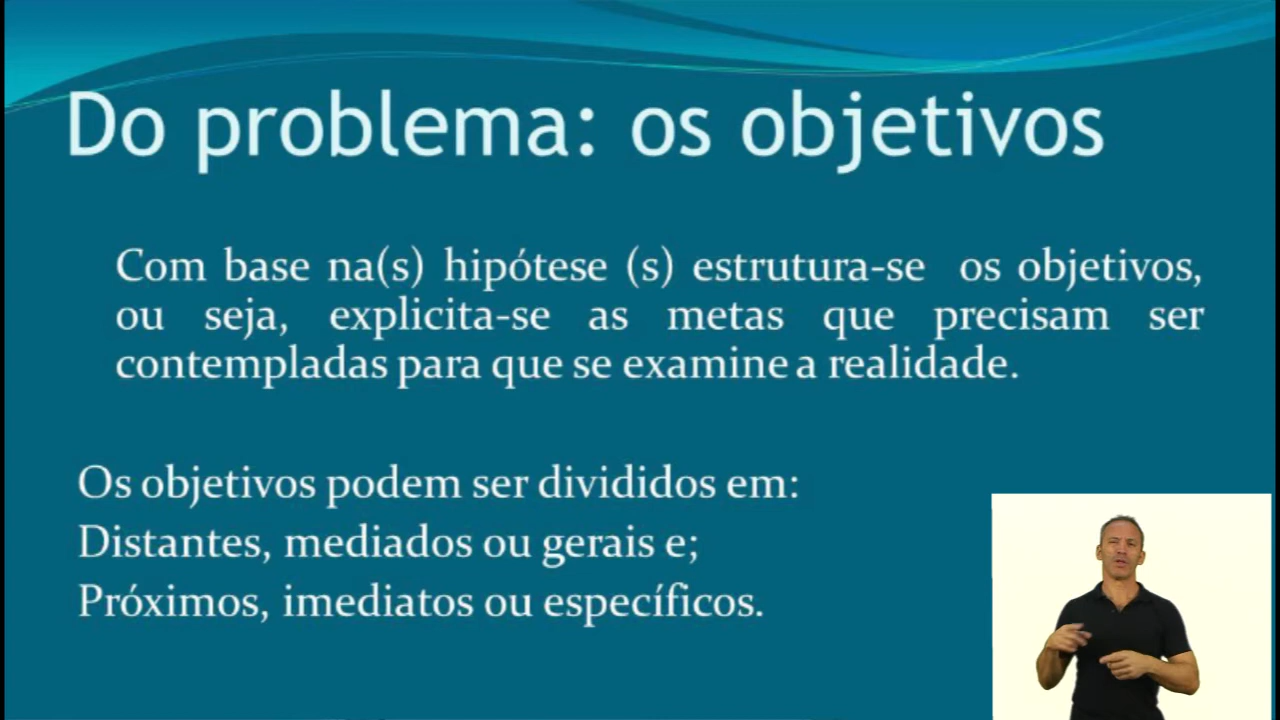 Do problema: os objetivos
Com base na(s) hipótese (s) estrutura-se os objetivos,
ou seja, explicita-se as metas que precisam ser
contempladas para que se examine a realidade.
Os objetivos podem ser divididos em:
Distantes, mediados ou gerais e;
Próximos, imediatos ou específicos.